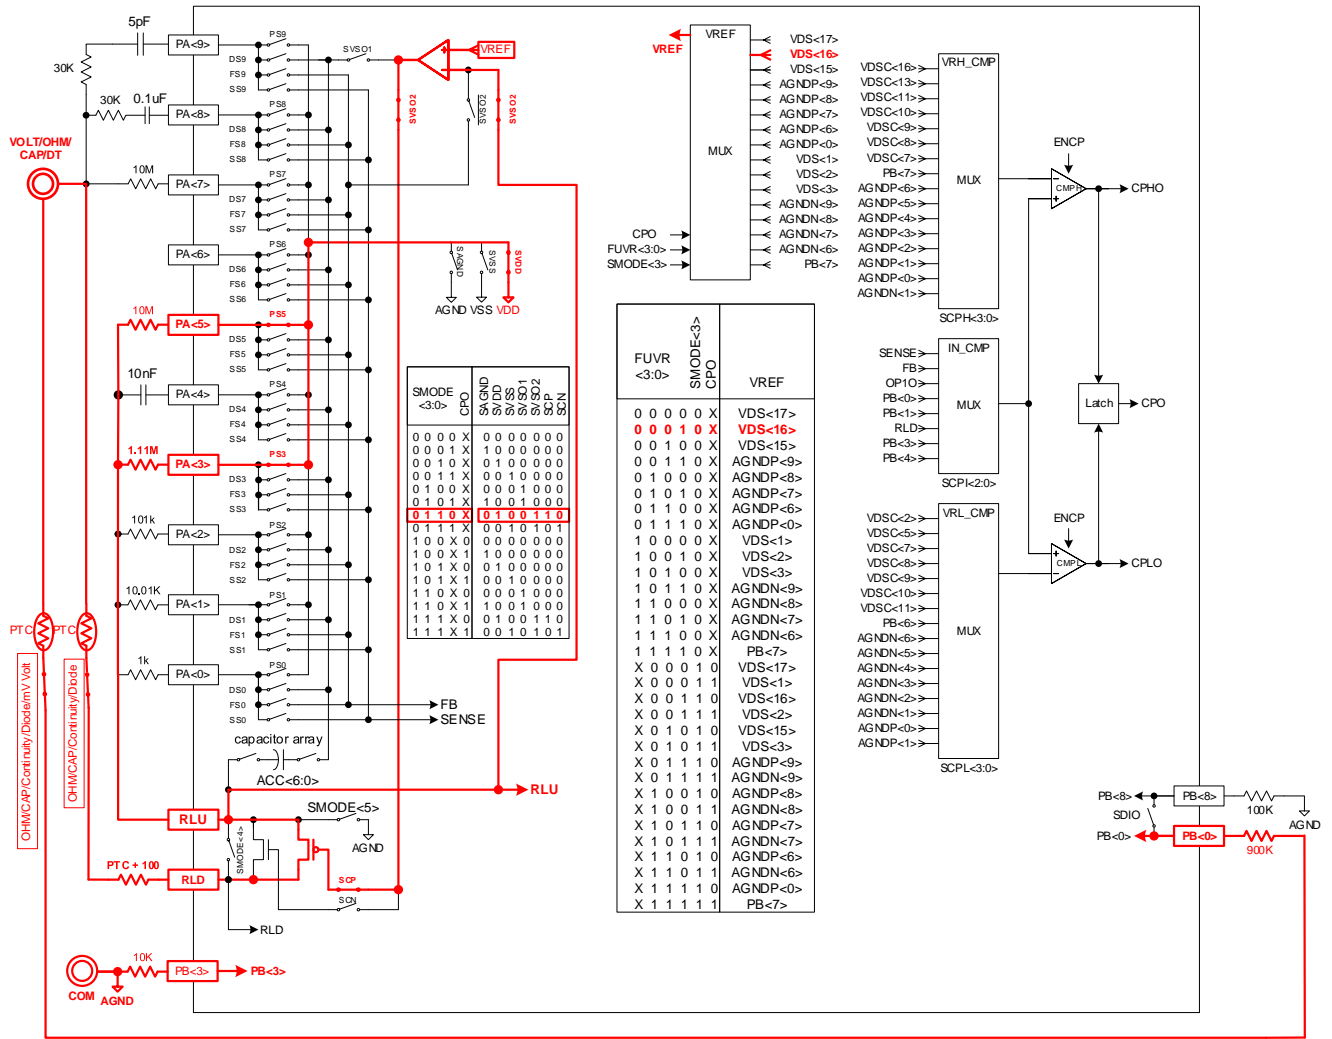 5pF
PA<9>
30K
30K
0.1uF
PA<8>
VOLT/OHM/
CAP/DT
10M
PA<7>
PA<6>
10M
PA<5>
10nF
PA<4>
1.11M
PA<3>
101k
PA<2>
10.01K
PA<1>
1k
PA<0>
PS9
DS9
FS9
SS9
PS8
DS8
FS8
SS8
PS7
DS7
FS7
SS7
PS6
DS6
FS6
SS6
PS5
DS5
FS5
SS5
PS4
DS4
FS4
SS4
PS3
DS3
FS3
SS3
PS2
DS2
FS2
SS2
PS1
DS1
FS1
SS1
PS0
DS0
FS0
SS0
SVSO1
VREF
SVSO2
SVSO2
SVSO2
SAGND
SVSS
SVDD
AGND VSS VDD
FB
SENSE
capacitor array
ACC<6:0>
RLU
RLU
SMODE<5>
AGND
SMODE<4>
PTC + 100
RLD
SCP
SCN
RLD
PTC
PTC
OHM/CAP/Continuity/Diode/mV Volt
OHM/CAP/Continuity/Diode
COM
AGND
10K
PB<3>
PB<3>
SMODE
<3:0>
CPO
SAGND
SVDD
SVSS
SVSO1
SVSO2
SCP
SCN
0 0 0 0 X 0 0 0 0 0 0 0
0 0 0 1 X 1 0 0 0 0 0 0
0 0 1 0 X 0 1 0 0 0 0 0
0 0 1 1 X 0 0 1 0 0 0 0
0 1 0 0 X 0 0 0 1 0 0 0
0 1 0 1 X 1 0 0 1 0 0 0
0 1 1 0 X 0 1 0 0 1 1 0
0 1 1 1 X 0 0 1 0 1 0 1
1 0 0 X 0 0 1 0 0 0 0 0
1 0 0 X 1 0 0 1 0 0 0 0
1 0 1 X 0 1 0 0 0 0 0 0
1 0 1 X 1 0 0 1 0 0 0 0
1 1 0 X 0 0 1 0 0 0 0 0
1 1 0 X 1 1 0 0 0 0 0 0
1 1 1 X 0 0 1 0 0 1 1 0
1 1 1 X 1 0 0 1 0 1 0 1
VREF
VREF
MUX
CPO
FUVR<3:0>
SMODE<3>
VDS<17>
VDS<16>
VDS<15>
AGNDP<9>
AGNDP<8>
AGNDP<7>
AGNDP<6>
AGNDP<0>
VDS<1>
VDS<2>
VDS<3>
AGNDN<9>
AGNDN<8>
AGNDN<7>
AGNDN<6>
PB<7>
FUVR
<3:0>
SMODE<3>
CPO
VREF
0 0 0 0 0 X VDS<17>
0 0 0 1 0 X VDS<16>
0 0 1 0 0 X VDS<15>
0 0 1 1 0 X AGNDP<9>
0 1 0 0 0 X AGNDP<8>
0 1 0 1 0 X AGNDP<7>
0 1 1 0 0 X AGNDP<6>
0 1 1 1 0 X AGNDP<0>
1 0 0 0 0 X VDS<1>
1 0 0 1 0 X VDS<2>
1 0 1 0 0 X VDS<3>
1 0 1 1 0 X AGNDN<9>
1 1 0 0 0 X AGNDN<8>
1 1 0 1 0 X AGNDN<7>
1 1 1 0 0 X AGNDN<6>
1 1 1 1 0 X PB<7>
X 0 0 0 1 0 VDS<17>
X 0 0 0 1 1 VDS<1>
X 0 0 1 1 0 VDS<16>
X 0 0 1 1 1 VDS<2>
X 0 1 0 1 0 VDS<15>
X 0 1 0 1 1 VDS<3>
X 0 1 1 1 0 AGNDP<9>
X 0 1 1 1 1 AGNDN<9>
X 1 0 0 1 0 AGNDP<8>
X 1 0 0 1 1 AGNDN<8>
X 1 0 1 1 0 AGNDP<7>
X 1 0 1 1 1 AGNDN<7>
X 1 1 0 1 0 AGNDP<6>
X 1 1 0 1 1 AGNDN<6>
X 1 1 1 1 0 AGNDP<0>
X 1 1 1 1 1 PB<7>
VRH_CMP
VDSC<16>
VDSC<13>
VDSC<11>
VDSC<10>
VDSC<9>
VDSC<8>
VDSC<7>
PB<7>
AGNDP<6>
AGNDP<5>
AGNDP<4>
AGNDP<3>
AGNDP<2>
AGNDP<1>
AGNDP<0>
AGNDN<1>
MUX
SCPH<3:0>
IN_CMP
SENSE
FB
OP1O
PB<0>
PB<1>
RLD
PB<3>
PB<4>
MUX
SCPI<2:0>
VRL_CMP
VDSC<2>
VDSC<5>
VDSC<7>
VDSC<8>
VDSC<9>
VDSC<10>
VDSC<11>
PB<6>
AGNDN<6>
AGNDN<5>
AGNDN<4>
AGNDN<3>
AGNDN<2>
AGNDN<1>
AGNDP<0>
AGNDP<1>
MUX
SCPL<3:0>
ENCP
CMPH
CPHO
Latch
CPO
ENCP
CMPL
CPLO
PB<8>
PB<8>
100K
AGND
SDIO
PB<0>
PB<0>
900K